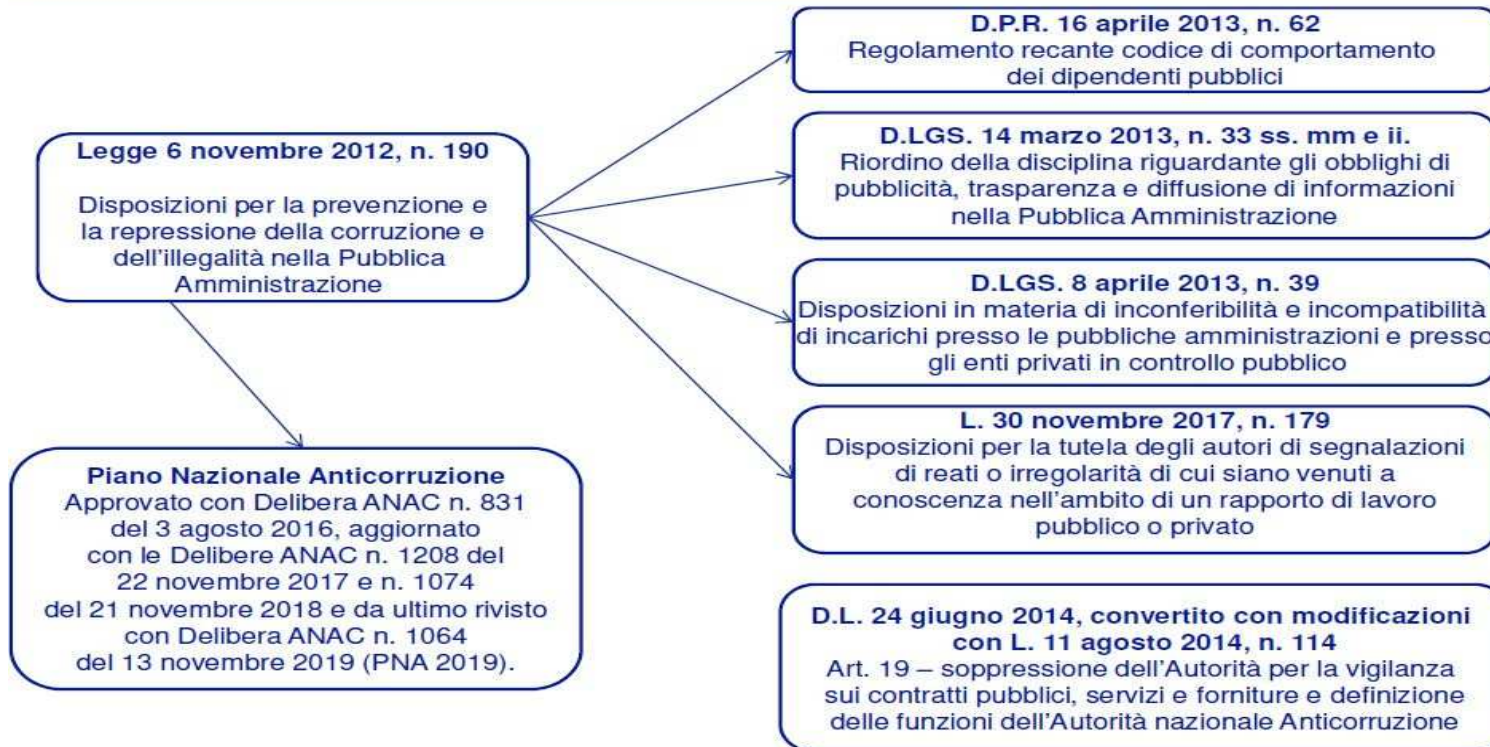 Legge 6 novembre 2012, n. 190
Disposizioni per la prevenzione e
la repressione della corruzione e
dell'illegalità nella Pubblica
Amministrazione
Piano Nazionale Anticorruzione
Approvato con Delibera ANAC n. 831
del 3 agosto 2016, aggiornato
con le Delibere ANAC n. 1208 del
22 novembre 2017 e n. 1074
del 21 novembre 2018 e da ultimo rivisto
con Delibera ANAC n. 1064
del 13 novembre 2019 (PNA 2019).
D.P.R. 16 aprile 2013, n. 62
Regolamento recante codice di comportamento
dei dipendenti pubblici
D.LGS. 14 marzo 2013, n. 33 ss. mm e ii.
Riordino della disciplina riguardante gli obblighi di
pubblicità, trasparenza e diffusione di informazioni
nella Pubblica Amministrazione
D.LGS. 8 aprile 2013, n. 39
Disposizioni in materia di inconferibilità e incompatibilità
di incarichi presso le pubbliche amministrazioni e presso
gli enti privati in controllo pubblico
L. 30 novembre 2017, n. 179
Disposizioni per la tutela degli autori di segnalazioni
di reati o irregolarità di cui siano venuti a
conoscenza nell'ambito di un rapporto di lavoro
pubblico o privato
D.L. 24 giugno 2014, convertito con modificazioni
con L. 11 agosto 2014, n. 114
Art. 19 – soppressione dell'Autorità per la vigilanza
sui contratti pubblici, servizi e forniture e definizione
delle funzioni dell'Autorità nazionale Anticorruzione